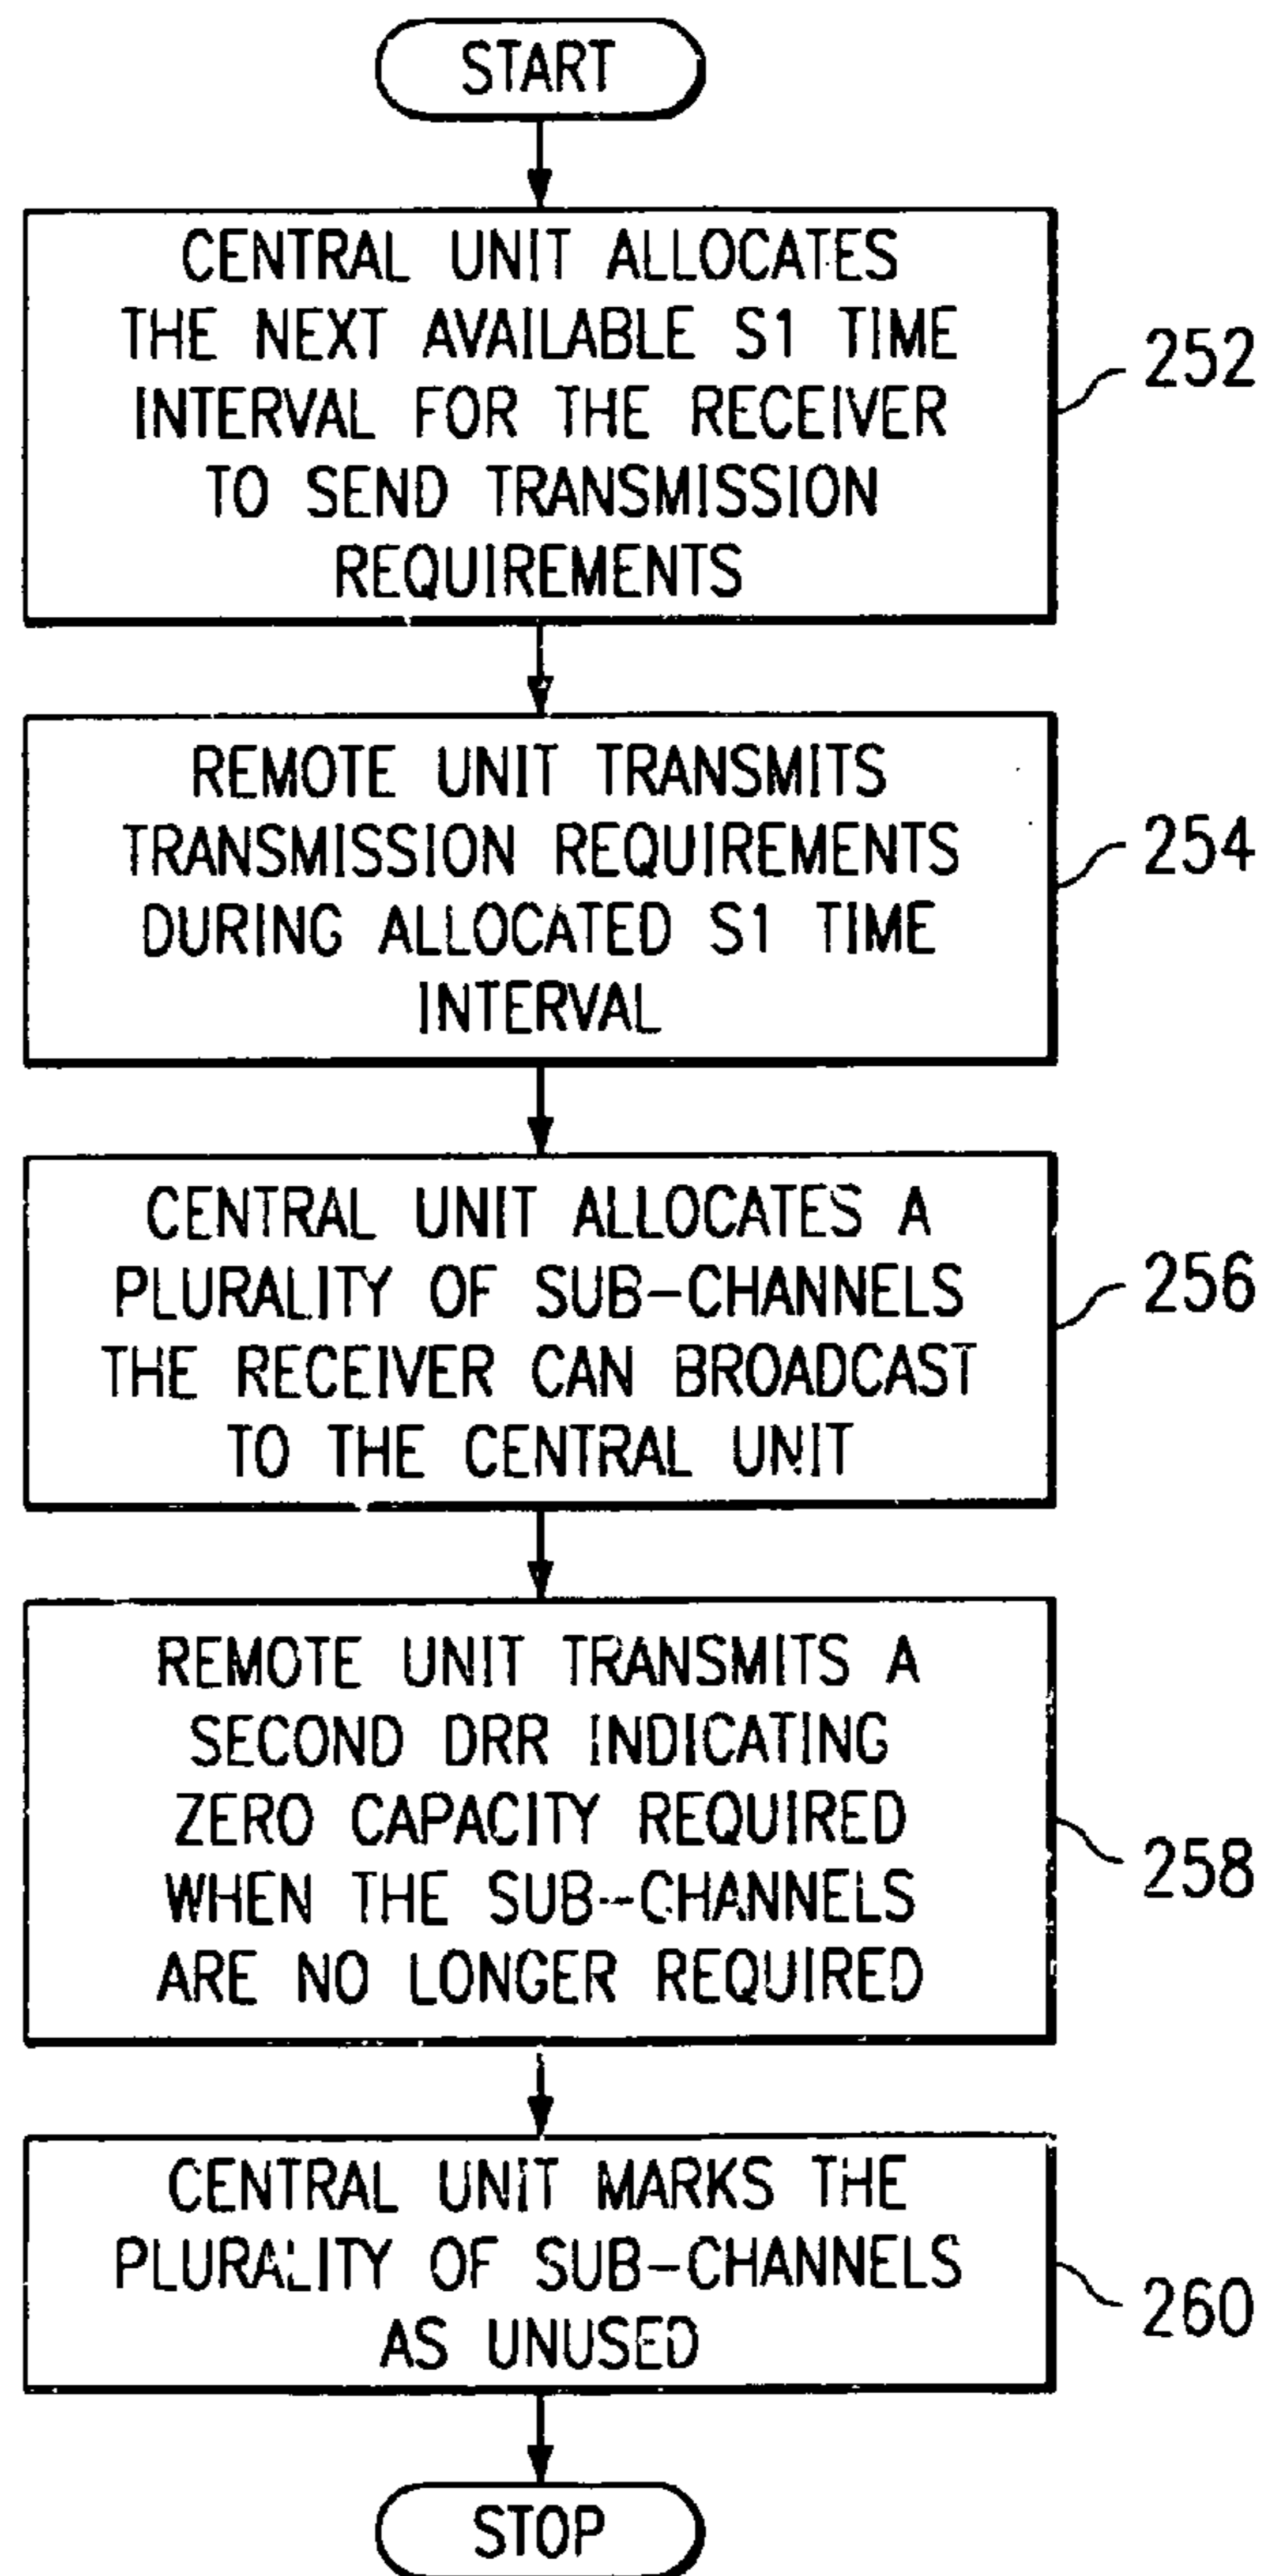 START
CENTRAL UNIT ALLOCATES
THE NEXT AVAILABLE S1 TIME
INTERVAL FOR THE RECEIVER
TO SEND TRANSMISSION
REQUIREMENTS
252
REMOTE UNIT TRANSMITS
TRANSMISSION REQUIREMENTS
DURING ALLOCATED S1 TIME
INTERVAL
254
CENTRAL UNIT ALLOCATES A
PLURALITY OF SUB-CHANNELS
THE RECEIVER CAN BROADCAST
TO THE CENTRAL UNIT
256
REMOTE UNIT TRANSMITS A
SECOND DRR INDICATING
ZERO CAPACITY REQUIRED
WHEN THE SUB-CHANNELS
ARE NO LONGER REQUIRED
258
CENTRAL UNIT MARKS THE
PLURALITY OF SUB-CHANNELS
AS UNUSED
260
STOP